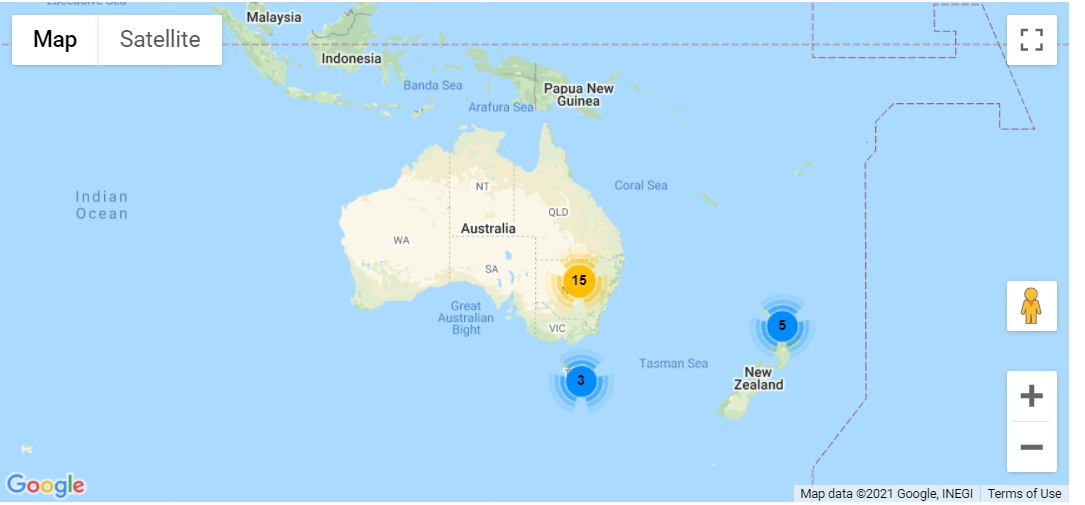 Laccadive Sea
Malaysia
Map
Satellite
Indonesia
Banda Sea
Papua New
Guinea
Arafura Sea
Indian
Ocean
NT
Coral Sea
QLD
Australia
WA
SA
15
Great
Australian
Bight
VIC
5
Tasman Sea
3
New
Zealand
Google
Map data ©2021 Google, INEGI
Terms of Use